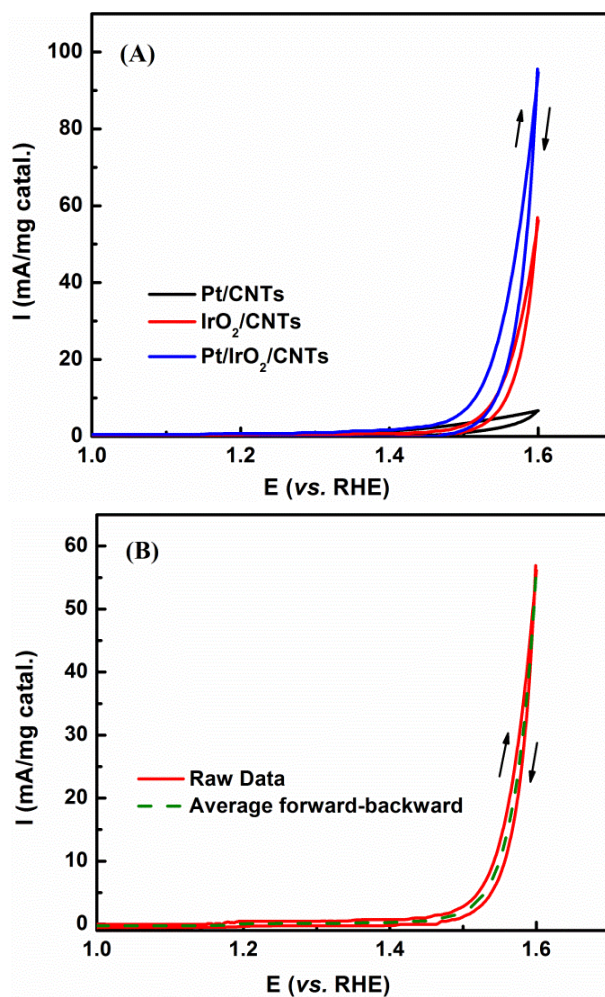 (A)
I (mA/mg catal.)
100
80
60
40
20
0
Pt/CNTs
IrO₂/CNTs
Pt/IrO₂/CNTs
1.0 1.2 1.4 1.6
E (vs. RHE)
(B)
I (mA/mg catal.)
60
50
40
30
20
10
0
Raw Data
Average forward-backward
1.0 1.2 1.4 1.6
E (vs. RHE)